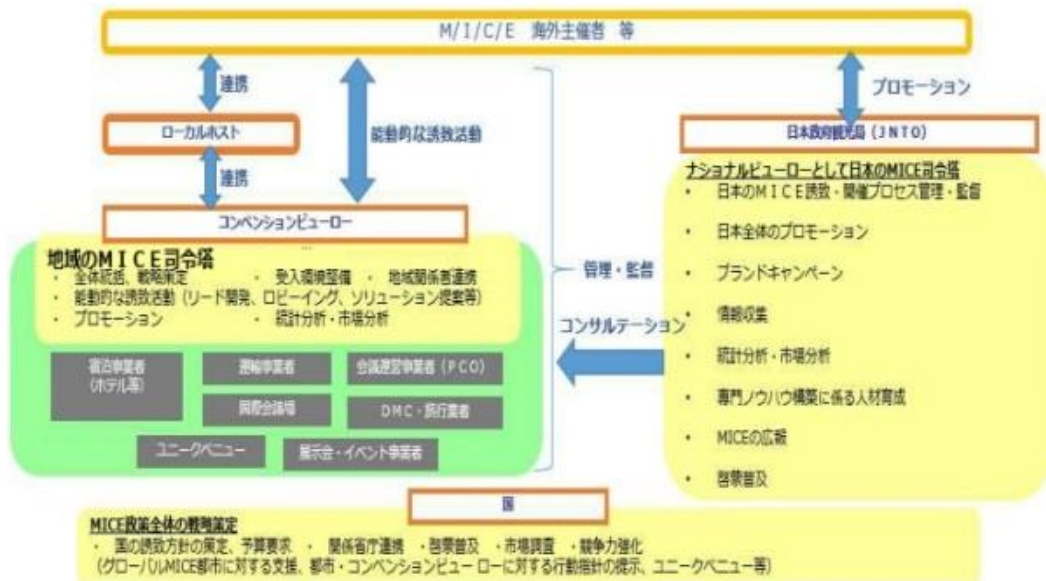 M/I/C/E 海外主催者 等
連携
プロモーション
ローカルホスト
能動的な誘致活動
日本政府観光局(JNTO)
連携
コンベンションビューロー
ナショナルビューローとして日本のMICE司令塔
・ 日本のMICE誘致・開催プロセス管理・監督
・ 日本全体のプロモーション
・ ブランドキャンペーン
・ 情報収集
・ 統計分析・市場分析
・ 専門ノウハウ構築に係る人材育成
・ MICEの広報
・ 啓蒙普及
...
地域のMICE司令塔
・ 全体統括、戦略策定 ・ 受入環境整備 ・ 地域関係者連携
・ 能動的な誘致活動(リード開発、ロビーイング、ソリューション提案等)
・ プロモーション ・ 統計分析・市場分析
管理・監督
コンサルテーション
宿泊事業者
(ホテル等)
運輸事業者
会議運営事業者(PCO)
国際会議場
DMC・旅行業者
ユニークベニュー
展示会・イベント事業者
国
MICE政策全体の戦略策定
・ 国の誘致方針の策定、予算要求 ・ 関係省庁連携 ・啓蒙普及 ・市場調査 ・競争力強化
(グローバルMICE都市に対する支援、都市・コンベンションビューローに対する行動指針の提示、ユニークベニュー等)